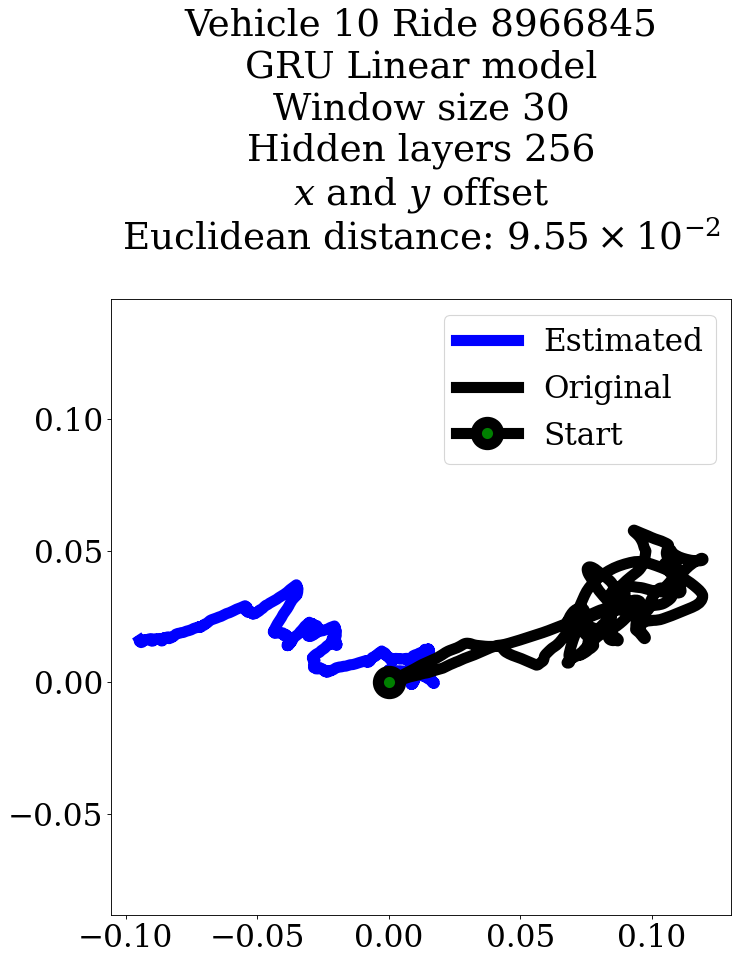 Vehicle 10 Ride 8966845
GRU Linear model
Window size 30
Hidden layers 256
x and y offset
Euclidean distance: 9.55 × 10⁻²
Estimated
Original
Start
0.10
0.05
0.00
−0.05
−0.10 −0.05 0.00 0.05 0.10